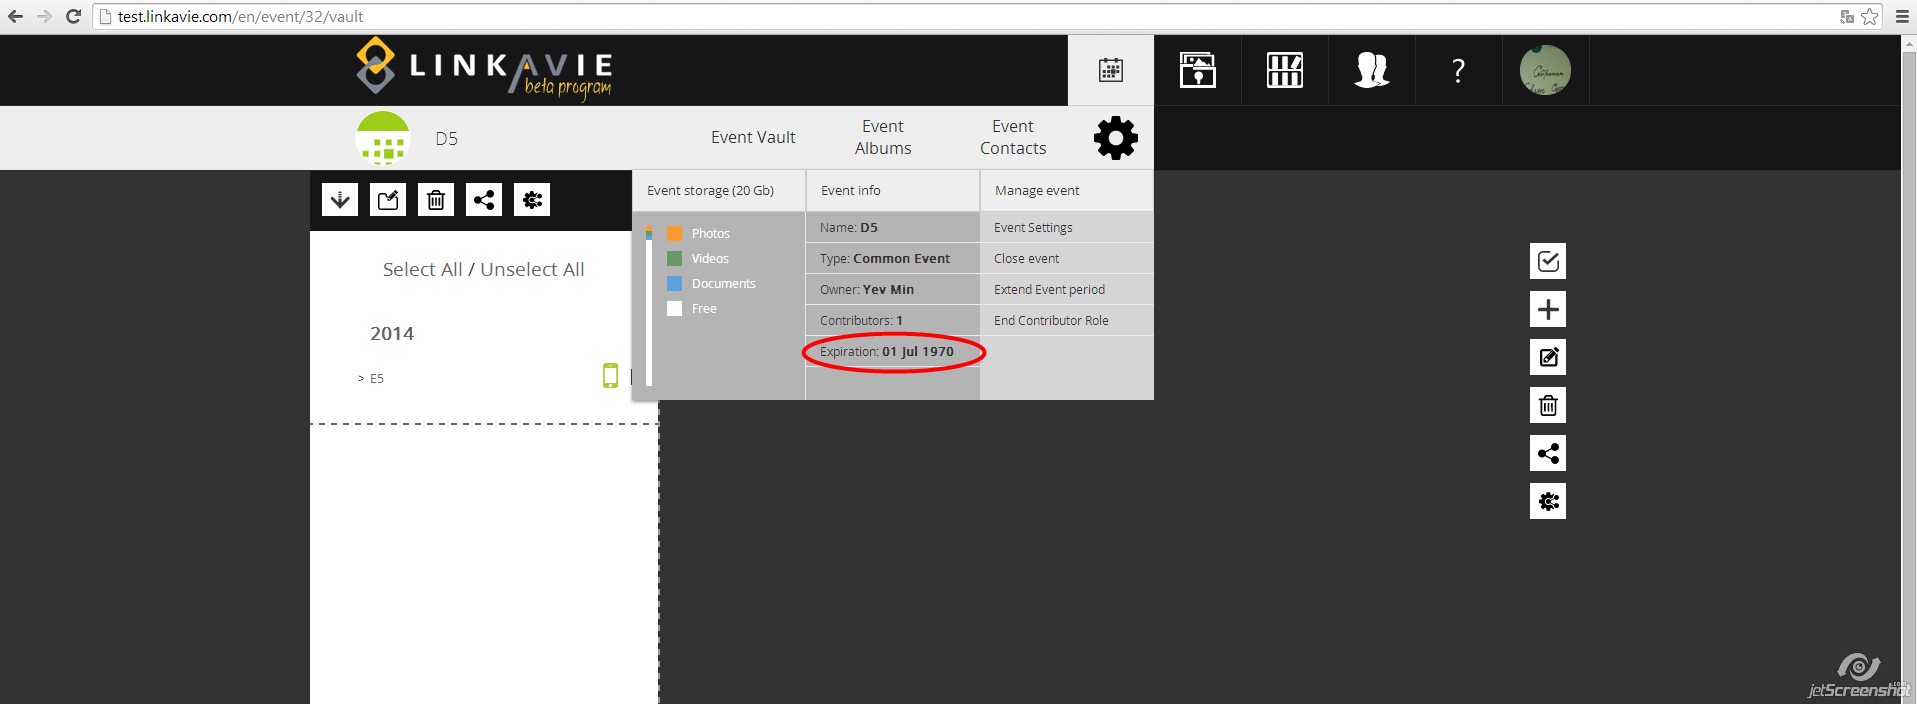 test.linkavie.com/en/event/32/vault
LINKAVIE
beta program
?
D5
Event Vault
Event
Albums
Event
Contacts
Event storage (20 Gb)
Photos
Videos
Documents
Free
Event info
Name: D5
Type: Common Event
Owner: Yev Min
Contributors: 1
Expiration: 01 Jul 1970
Manage event
Event Settings
Close event
Extend Event period
End Contributor Role
Select All / Unselect All
2014
> E5
jetScreenshot.com